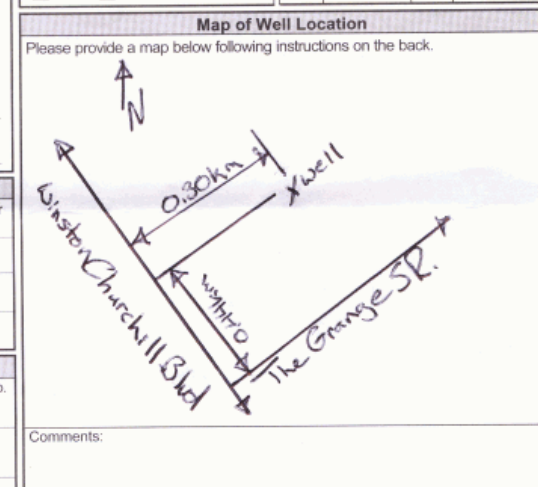 Map of Well Location
Please provide a map below following instructions on the back.
N
0.30km
x well
Winston Churchill Blvd
0.44km
The Grange SR.
Comments: